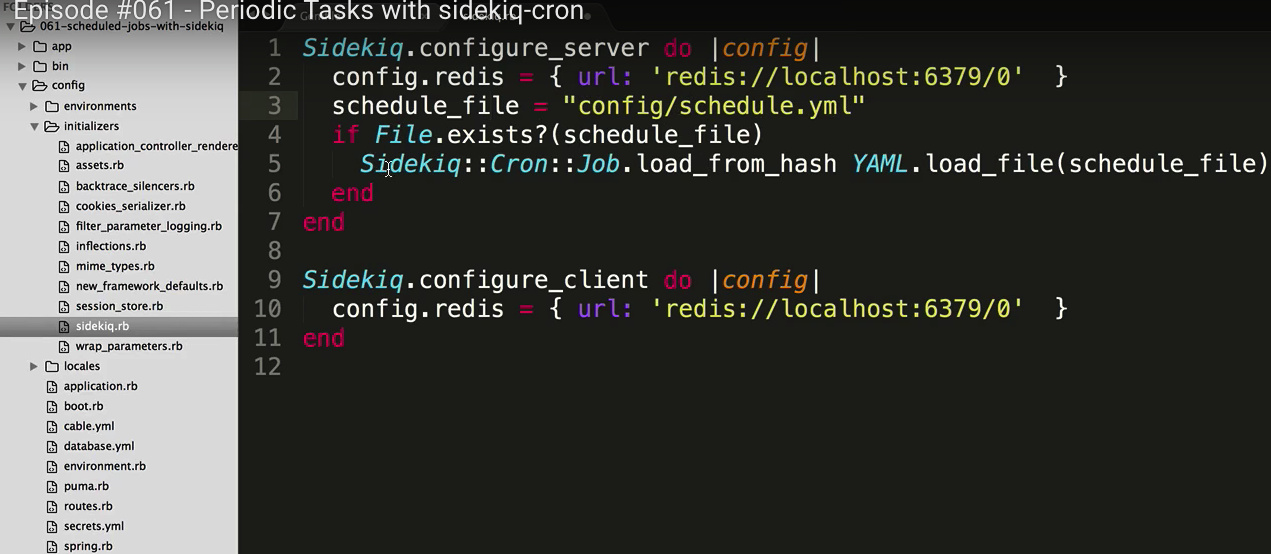 Episode #061 - Periodic Tasks with sidekiq-cron
061-scheduled-jobs-with-sidekiq
app
bin
config
environments
initializers
application_controller_rendere
assets.rb
backtrace_silencers.rb
cookies_serializer.rb
filter_parameter_logging.rb
inflections.rb
mime_types.rb
new_framework_defaults.rb
session_store.rb
sidekiq.rb
wrap_parameters.rb
locales
application.rb
boot.rb
cable.yml
database.yml
environment.rb
puma.rb
routes.rb
secrets.yml
spring.rb
1 Sidekiq.configure_server do |config|
2 config.redis = { url: 'redis://localhost:6379/0' }
3 schedule_file = "config/schedule.yml"
4 if File.exists?(schedule_file)
5 Sidekiq::Cron::Job.load_from_hash YAML.load_file(schedule_file)
6 end
7 end
8
9 Sidekiq.configure_client do |config|
10 config.redis = { url: 'redis://localhost:6379/0' }
11 end
12